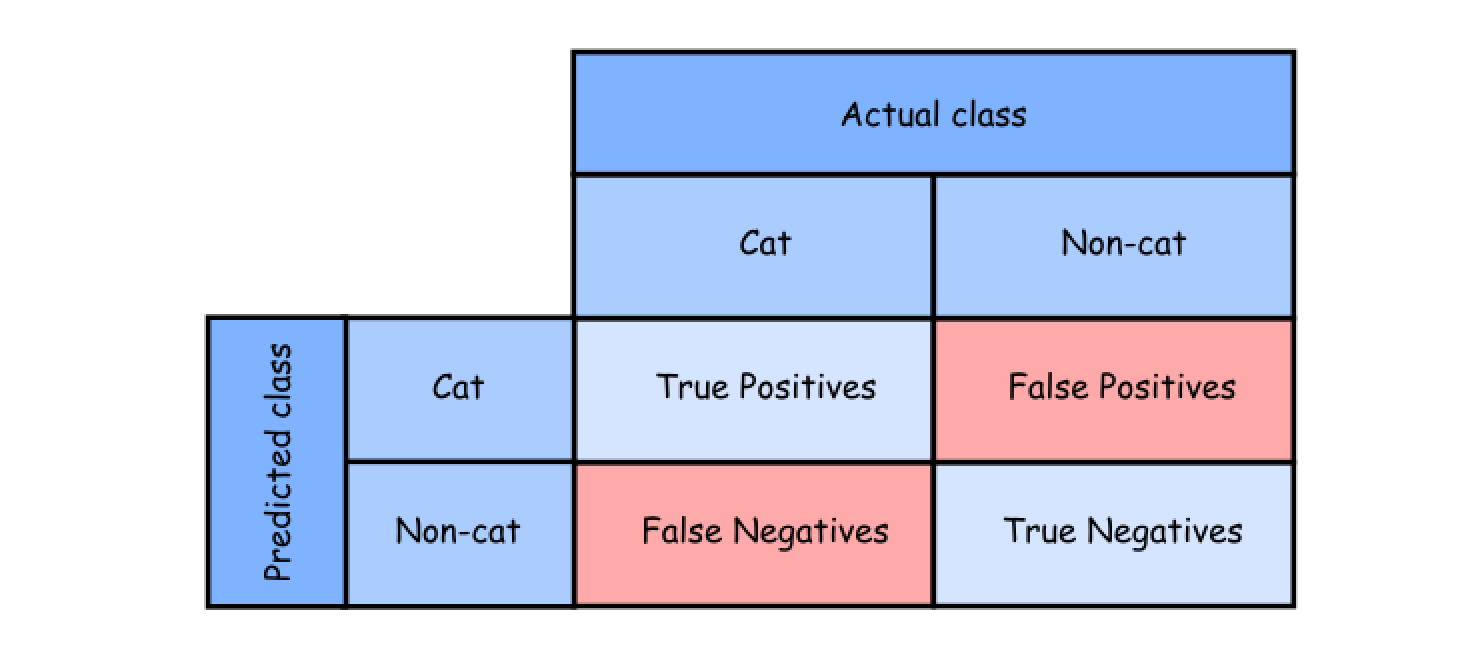 Actual class
Cat
Non-cat
Predicted class
Cat
True Positives
False Positives
Non-cat
False Negatives
True Negatives